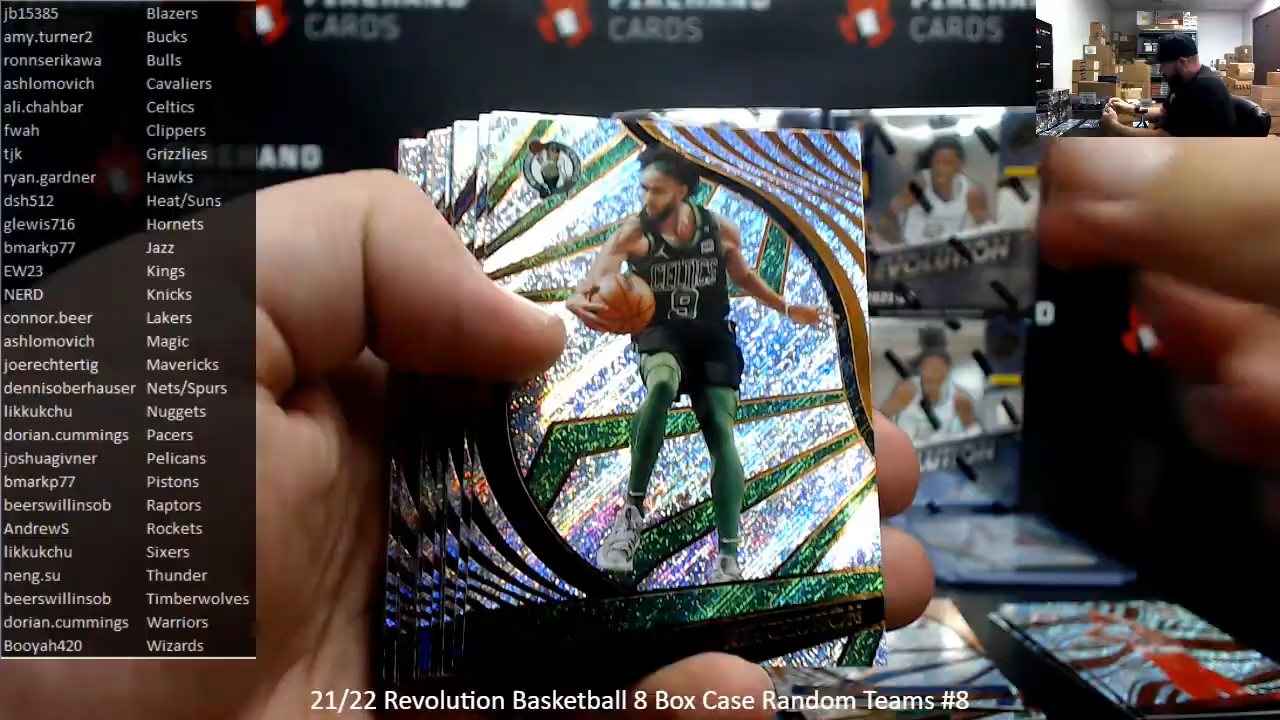 jb15385 Blazers
amy.turner2 Bucks
ronnserikawa Bulls
ashlomovich Cavaliers
ali.chahbar Celtics
fwah Clippers
tjk Grizzlies
ryan.gardner Hawks
dsh512 Heat/Suns
glewis716 Hornets
bmarkp77 Jazz
EW23 Kings
NERD Knicks
connor.beer Lakers
ashlomovich Magic
joerechtertig Mavericks
dennisoberhauser Nets/Spurs
likkukchu Nuggets
dorian.cummings Pacers
joshuagivner Pelicans
bmarkp77 Pistons
beerswillinsob Raptors
AndrewS Rockets
likkukchu Sixers
neng.su Thunder
beerswillinsob Timberwolves
dorian.cummings Warriors
Booyah420 Wizards
FIREHAND
CARDS
FIREHAND
CARDS
CARDS
CELTICS
9
REVOLUTION
21/22 Revolution Basketball 8 Box Case Random Teams #8